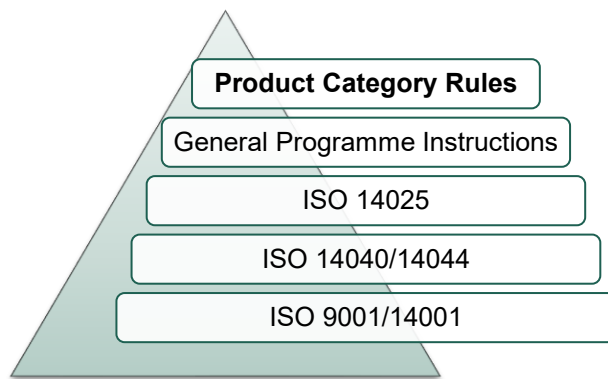 Product Category Rules
General Programme Instructions
ISO 14025
ISO 14040/14044
ISO 9001/14001